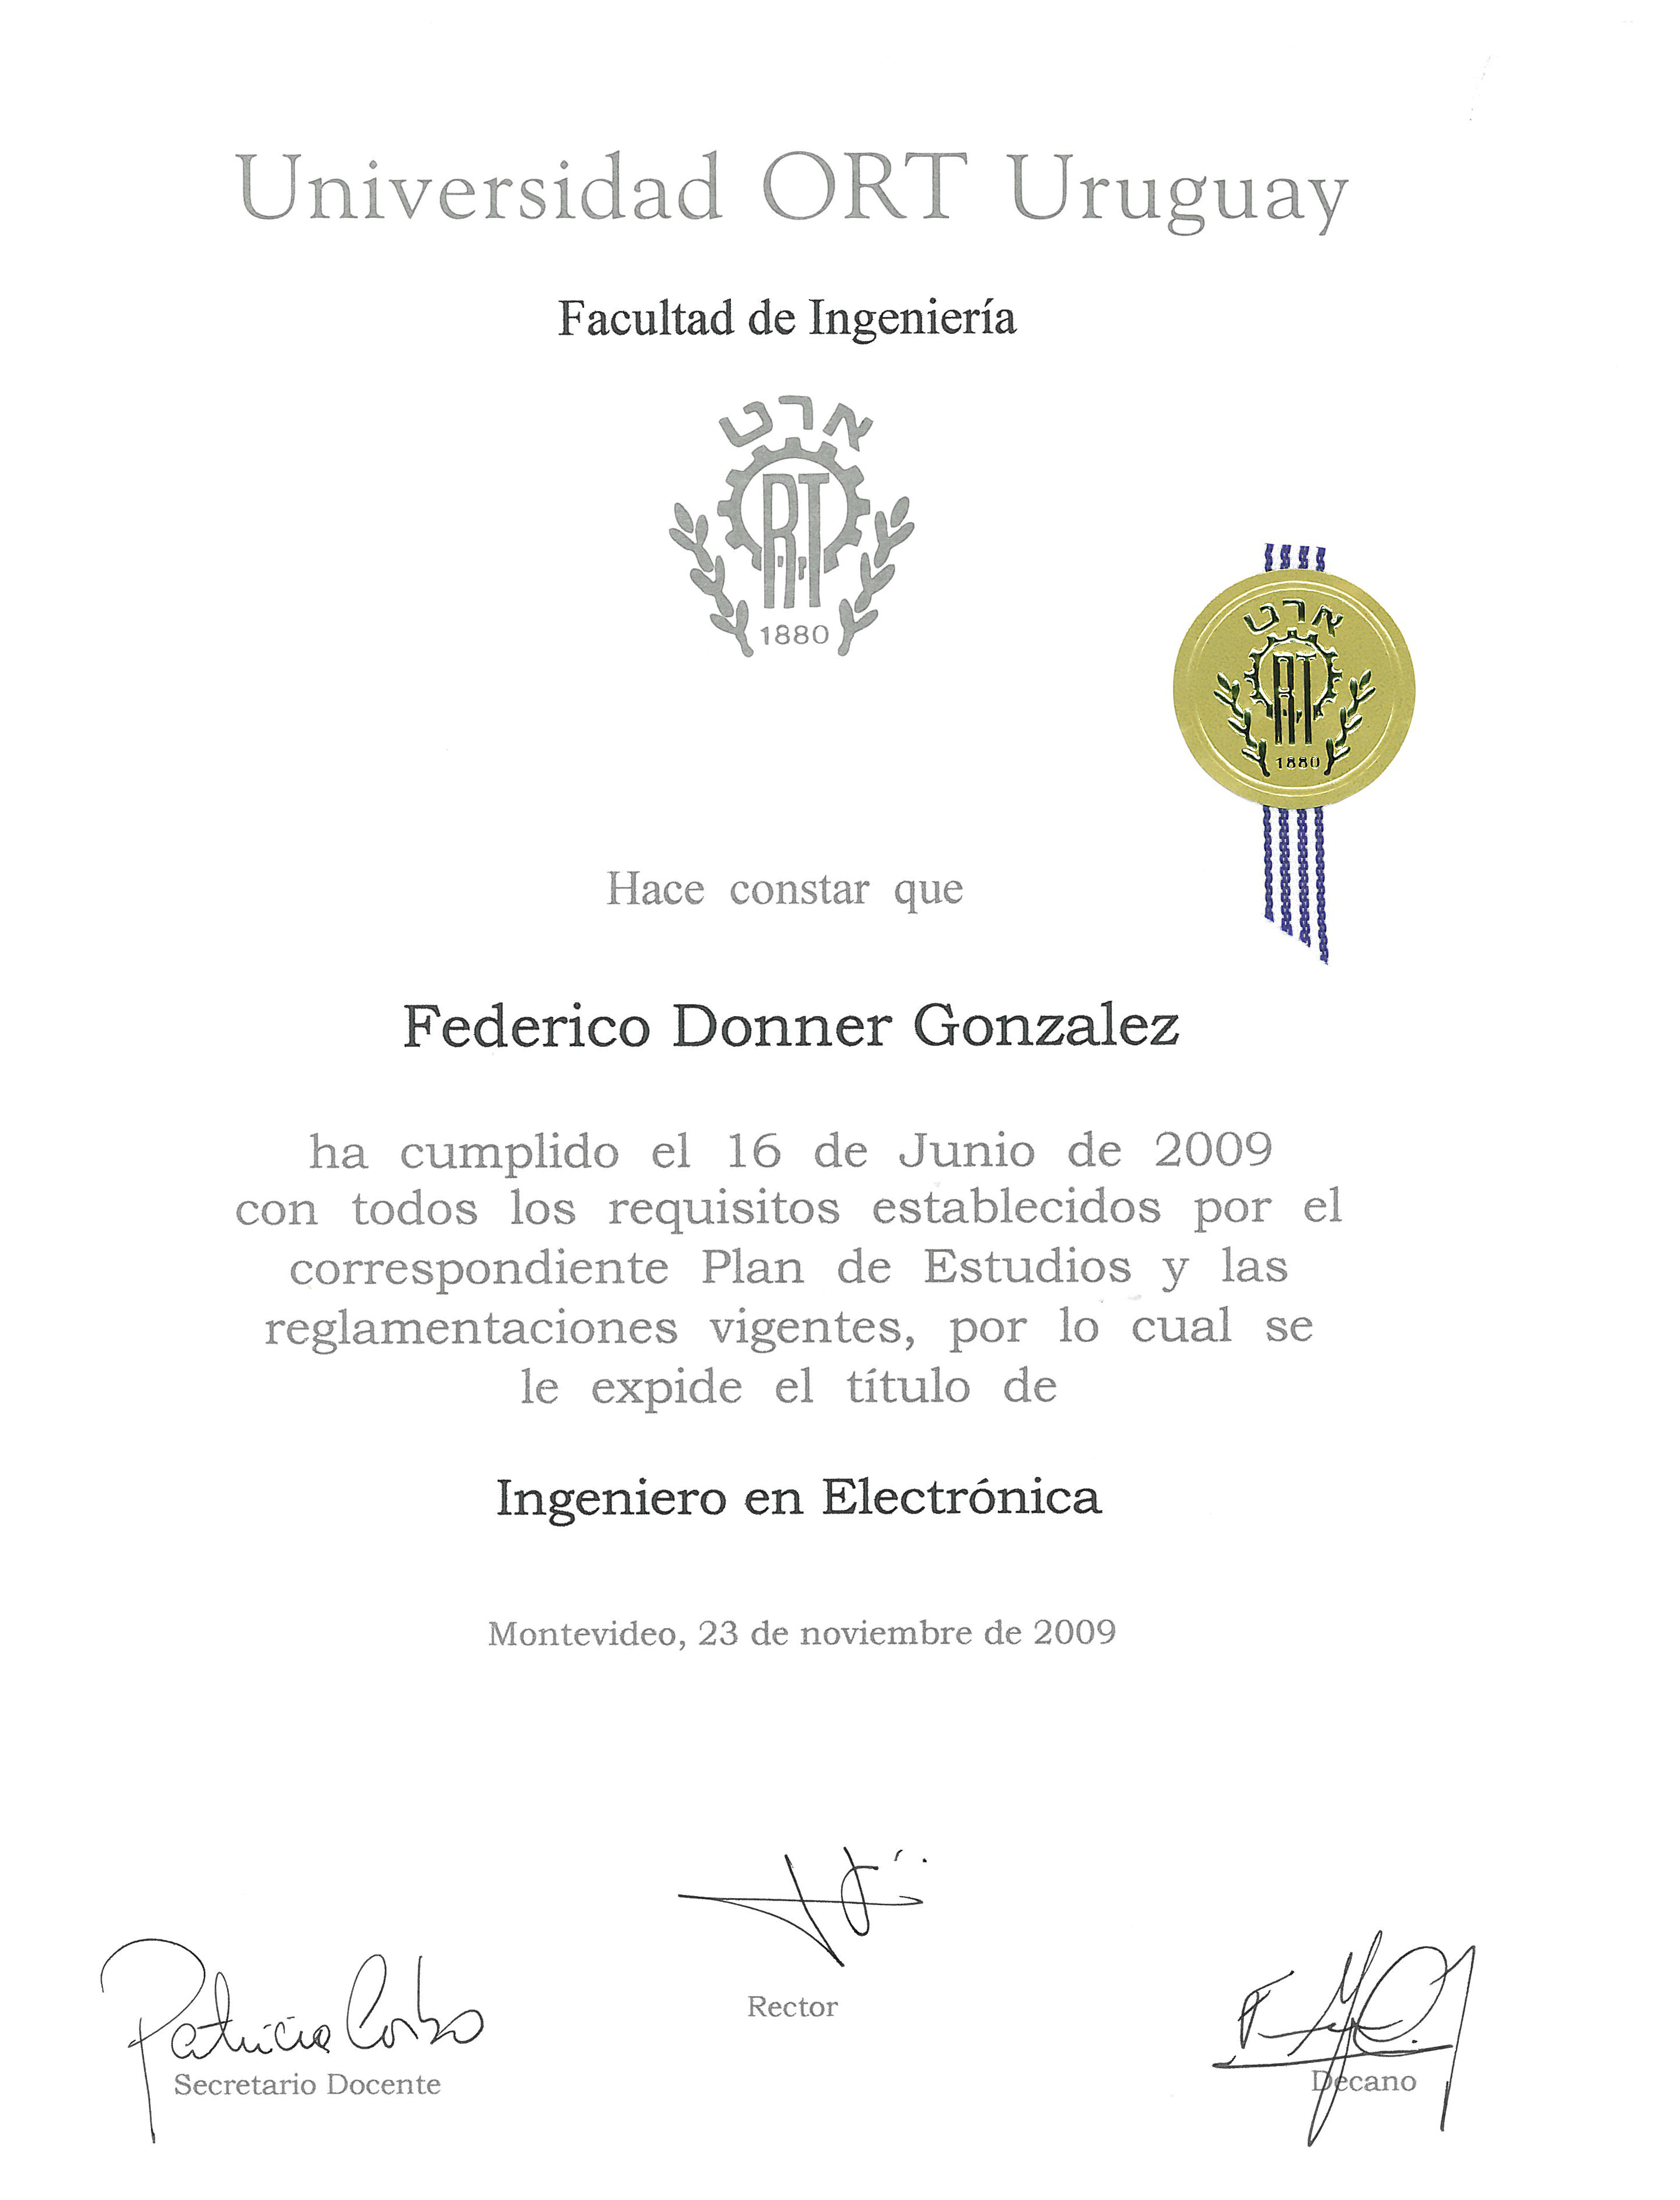 Universidad ORT Uruguay
Facultad de Ingeniería
אורט
ORT
1880
אורט
ORT
1880
Hace constar que
Federico Donner Gonzalez
ha cumplido el 16 de Junio de 2009
con todos los requisitos establecidos por el
correspondiente Plan de Estudios y las
reglamentaciones vigentes, por lo cual se
le expide el título de
Ingeniero en Electrónica
Montevideo, 23 de noviembre de 2009
Rector
Patricia Corbo
Secretario Docente
Decano